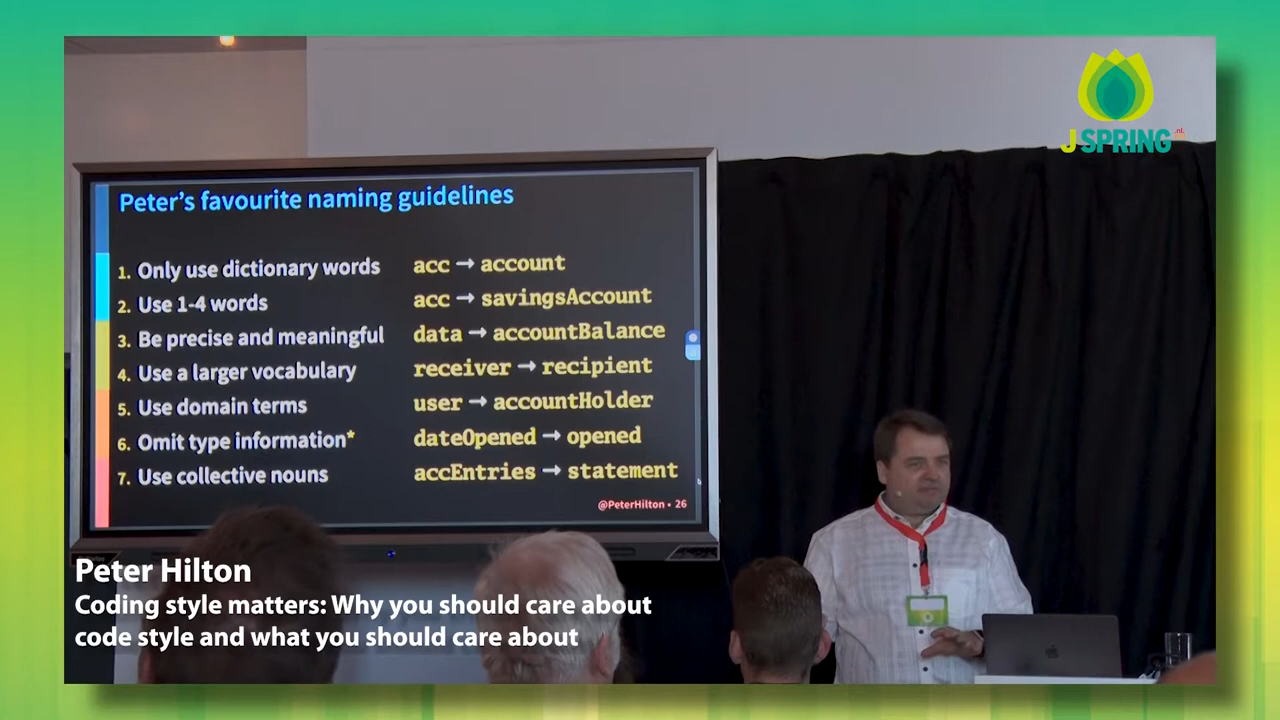 J SPRING .nl
Peter's favourite naming guidelines
1. Only use dictionary words acc → account
2. Use 1-4 words acc → savingsAccount
3. Be precise and meaningful data → accountBalance
4. Use a larger vocabulary receiver → recipient
5. Use domain terms user → accountHolder
6. Omit type information* dateOpened → opened
7. Use collective nouns accEntries → statement
@PeterHilton • 26
Peter Hilton
Coding style matters: Why you should care about
code style and what you should care about